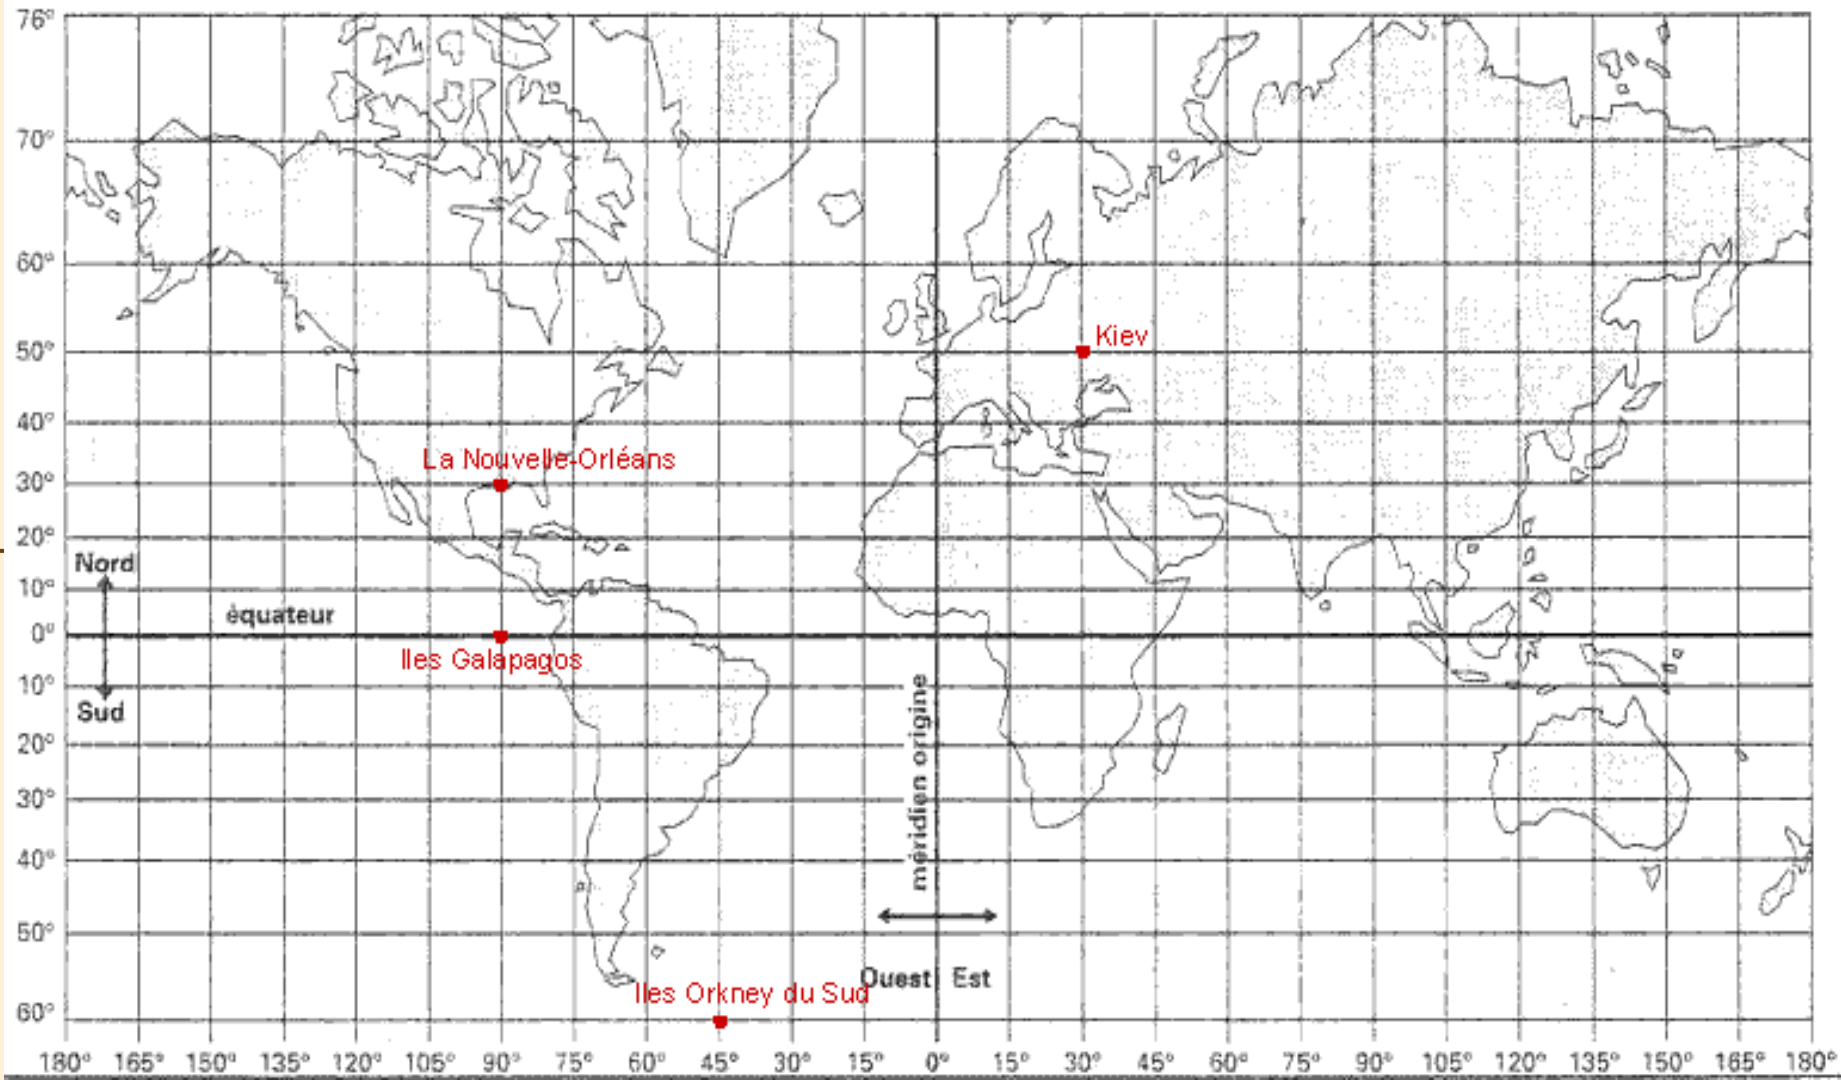 76°
70°
60°
50°
Kiev
40°
La Nouvelle-Orléans
30°
20°
Nord
10°
équateur
0°
Iles Galapagos
10°
Sud
20°
méridien origine
30°
40°
50°
Ouest Est
Iles Orkney du Sud
60°
180° 165° 150° 135° 120° 105° 90° 75° 60° 45° 30° 15° 0° 15° 30° 45° 60° 75° 90° 105° 120° 135° 150° 165° 180°